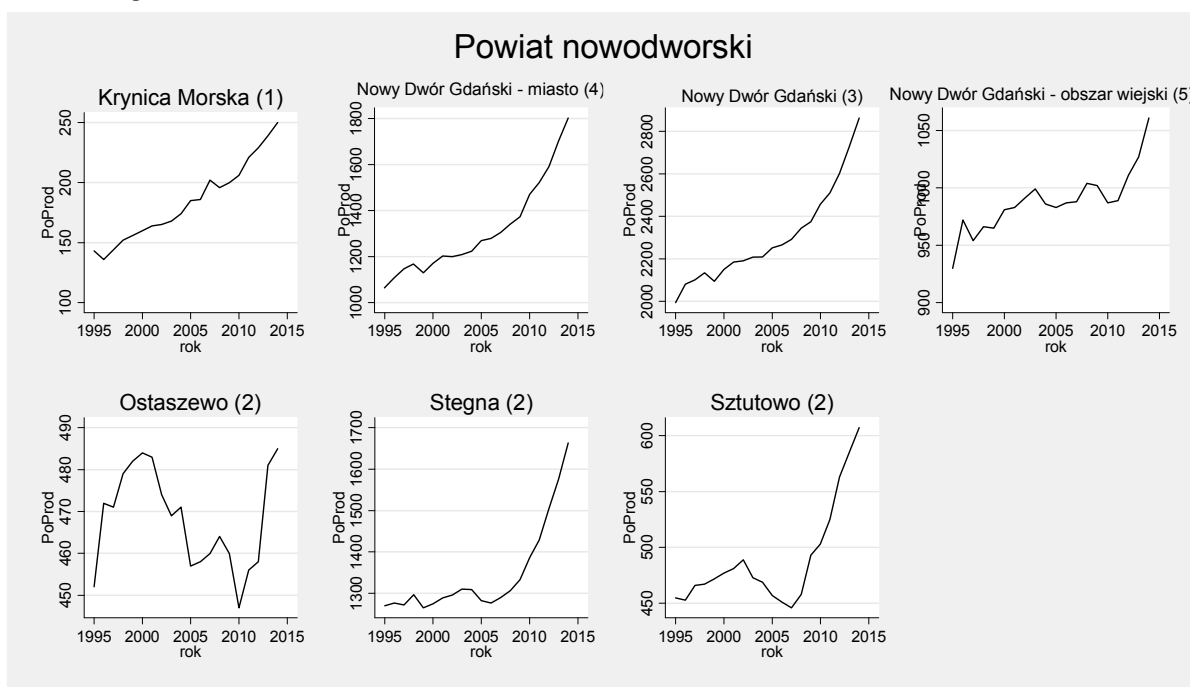 Powiat nowodworski
Krynica Morska (1)
PoProd
100 150 200 250
1995 2000 2005 2010 2015
rok
Nowy Dwór Gdański - miasto (4)
PoProd
1000 1200 1400 1600 1800
1995 2000 2005 2010 2015
rok
Nowy Dwór Gdański (3)
PoProd
2000 2200 2400 2600 2800
1995 2000 2005 2010 2015
rok
Nowy Dwór Gdański - obszar wiejski (5)
PoProd
900 950 1000 1050
1995 2000 2005 2010 2015
rok
Ostaszewo (2)
PoProd
450 460 470 480 490
1995 2000 2005 2010 2015
rok
Stegna (2)
PoProd
1300 1400 1500 1600 1700
1995 2000 2005 2010 2015
rok
Sztutowo (2)
PoProd
450 500 550 600
1995 2000 2005 2010 2015
rok